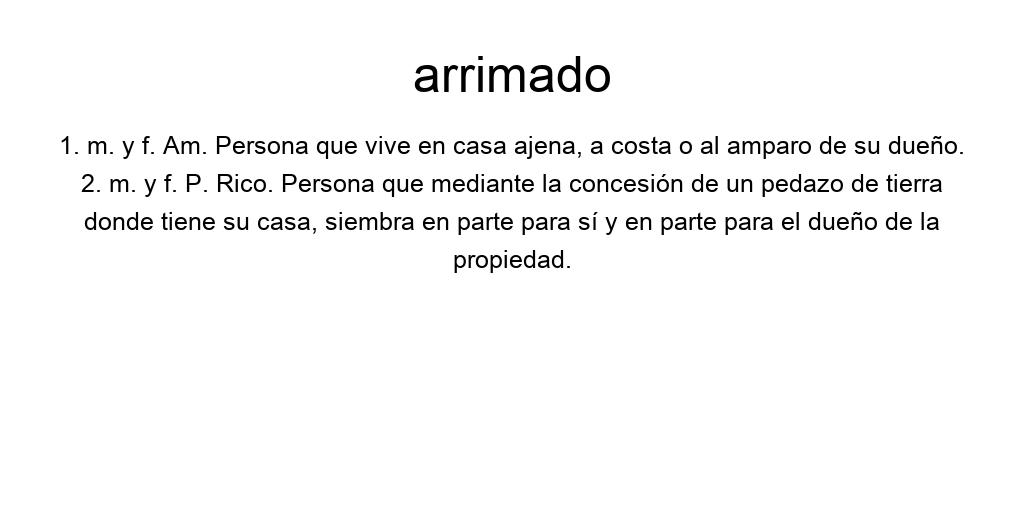 arrimado
1. m. y f. Am. Persona que vive en casa ajena, a costa o al amparo de su dueño.
2. m. y f. P. Rico. Persona que mediante la concesión de un pedazo de tierra
donde tiene su casa, siembra en parte para sí y en parte para el dueño de la
propiedad.